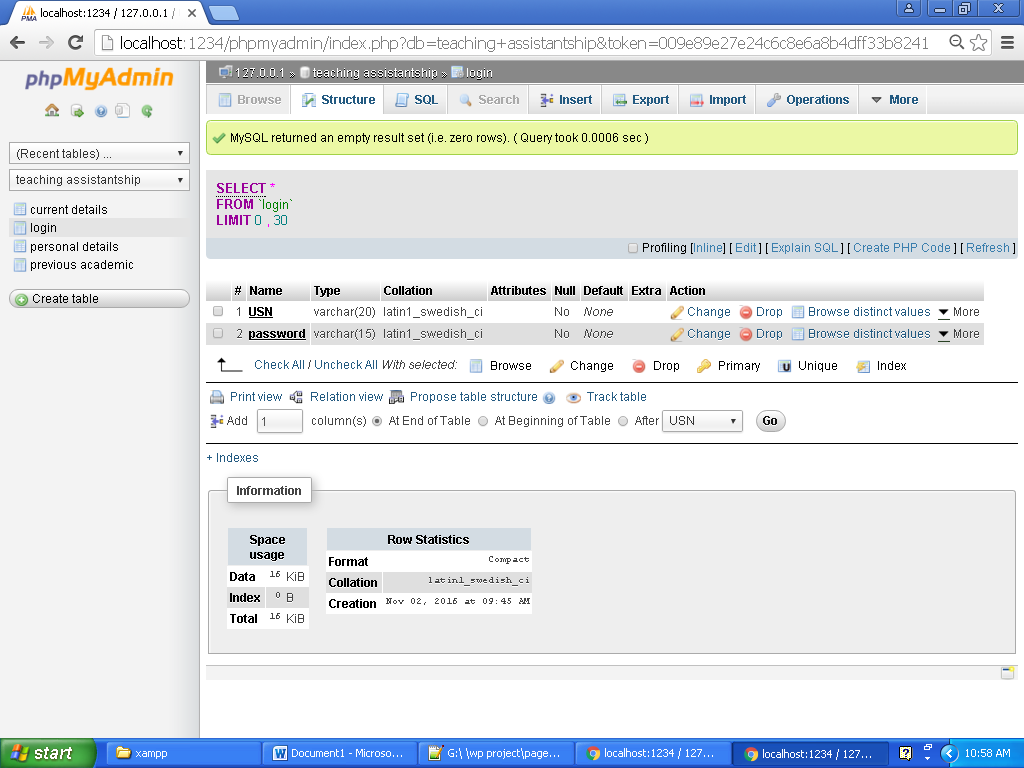 localhost:1234 / 127.0.0.1 /
localhost:1234/phpmyadmin/index.php?db=teaching+assistantship&token=009e89e27e24c6c8e6a8b4dff33b8241
phpMyAdmin
(Recent tables) ...
teaching assistantship
current details
login
personal details
previous academic
Create table
127.0.0.1 » teaching assistantship » login
Browse Structure SQL Search Insert Export Import Operations More
MySQL returned an empty result set (i.e. zero rows). ( Query took 0.0006 sec )
SELECT *
FROM `login`
LIMIT 0 , 30
Profiling [Inline] [ Edit ] [ Explain SQL ] [ Create PHP Code ] [ Refresh ]
# Name Type Collation Attributes Null Default Extra Action
1 USN varchar(20) latin1_swedish_ci No None Change Drop Browse distinct values More
2 password varchar(15) latin1_swedish_ci No None Change Drop Browse distinct values More
Check All / Uncheck All With selected: Browse Change Drop Primary Unique Index
Print view Relation view Propose table structure Track table
Add 1 column(s) At End of Table At Beginning of Table After USN Go
+ Indexes
Information
Space usage
Data 16 KiB
Index 0 B
Total 16 KiB
Row Statistics
Format Compact
Collation latin1_swedish_ci
Creation Nov 02, 2016 at 09:45 AM
start xampp Document1 - Microso... G:\ \wp project\page... localhost:1234 / 127.... localhost:1234 / 127.... 10:58 AM